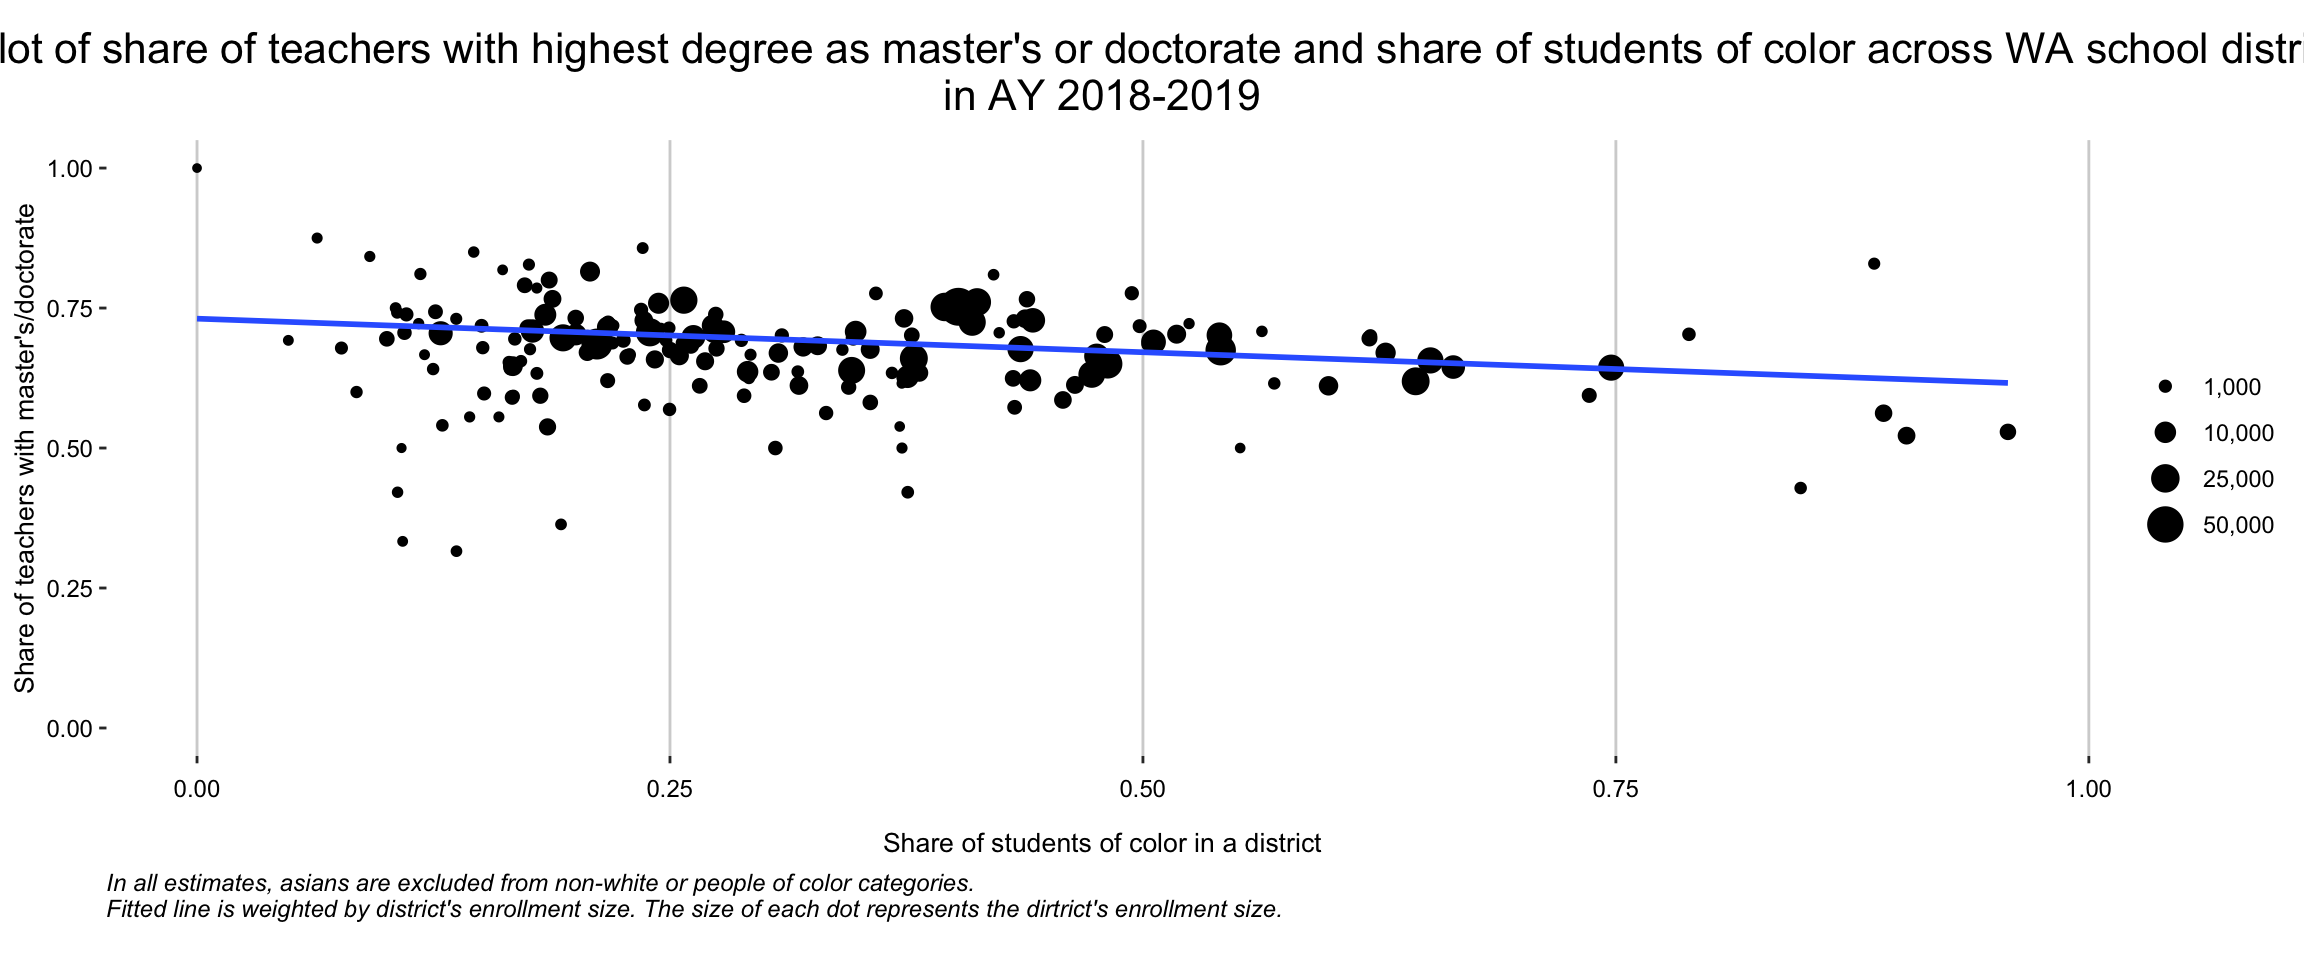 lot of share of teachers with highest degree as master's or doctorate and share of students of color across WA school distri
in AY 2018-2019
Share of teachers with master's/doctorate
1.00
0.75
0.50
0.25
0.00
0.00 0.25 0.50 0.75 1.00
Share of students of color in a district
1,000
10,000
25,000
50,000
In all estimates, asians are excluded from non-white or people of color categories.
Fitted line is weighted by district's enrollment size. The size of each dot represents the dirtrict's enrollment size.